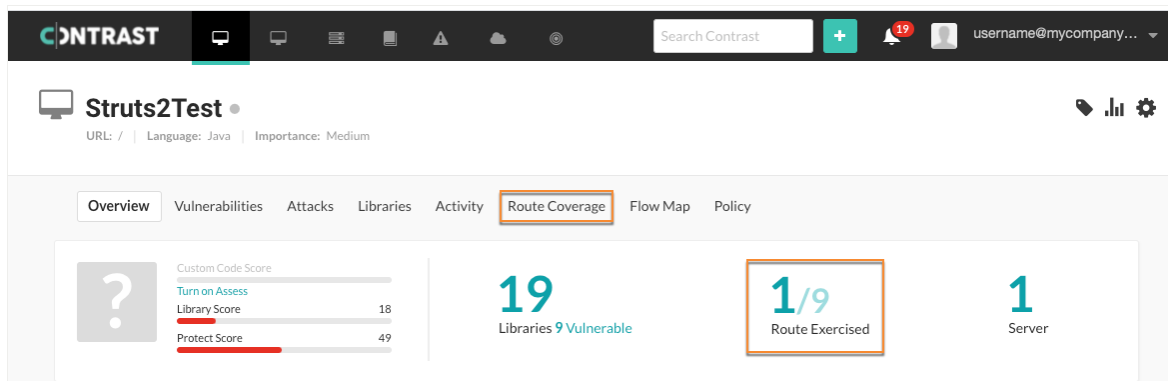 CONTRAST
Search Contrast
+
19
username@mycompany...
Struts2Test
URL: / | Language: Java | Importance: Medium
Overview Vulnerabilities Attacks Libraries Activity Route Coverage Flow Map Policy
?
Custom Code Score
Turn on Assess
Library Score 18
Protect Score 49
19
Libraries 9 Vulnerable
1/9
Route Exercised
1
Server